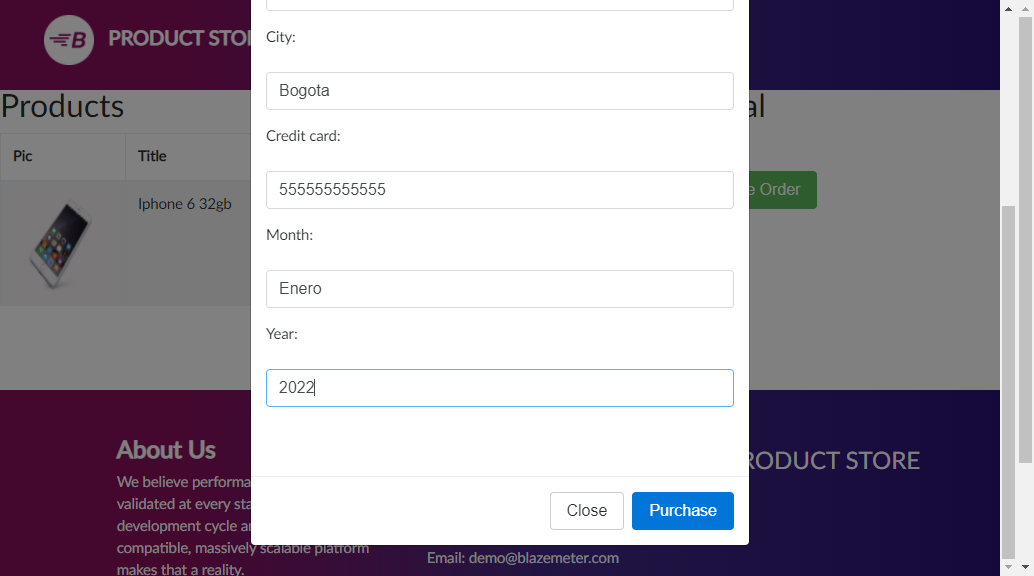 B PRODUCT STO
Products
al
Pic
Title
Iphone 6 32gb
e Order
City:
Bogota
Credit card:
555555555555
Month:
Enero
Year:
2022
Close
Purchase
About Us
We believe performa
validated at every sta
development cycle a
compatible, massively scalable platform
makes that a reality.
Email: demo@blazemeter.com
RODUCT STORE